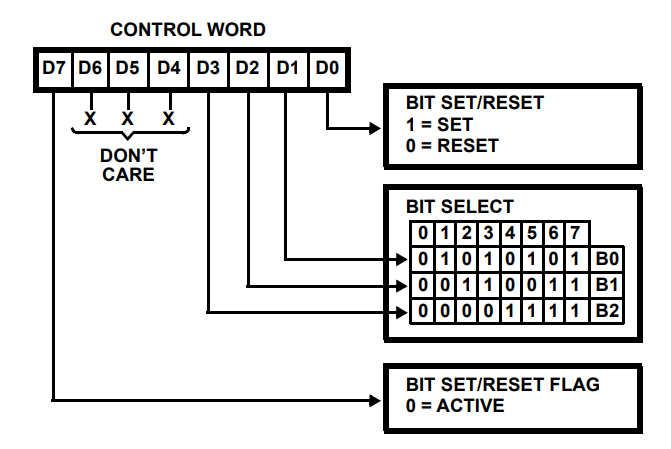 CONTROL WORD
D7 D6 D5 D4 D3 D2 D1 D0
X X X
DON'T
CARE
BIT SET/RESET
1 = SET
0 = RESET
BIT SELECT
0 1 2 3 4 5 6 7
0 1 0 1 0 1 0 1 B0
0 0 1 1 0 0 1 1 B1
0 0 0 0 1 1 1 1 B2
BIT SET/RESET FLAG
0 = ACTIVE